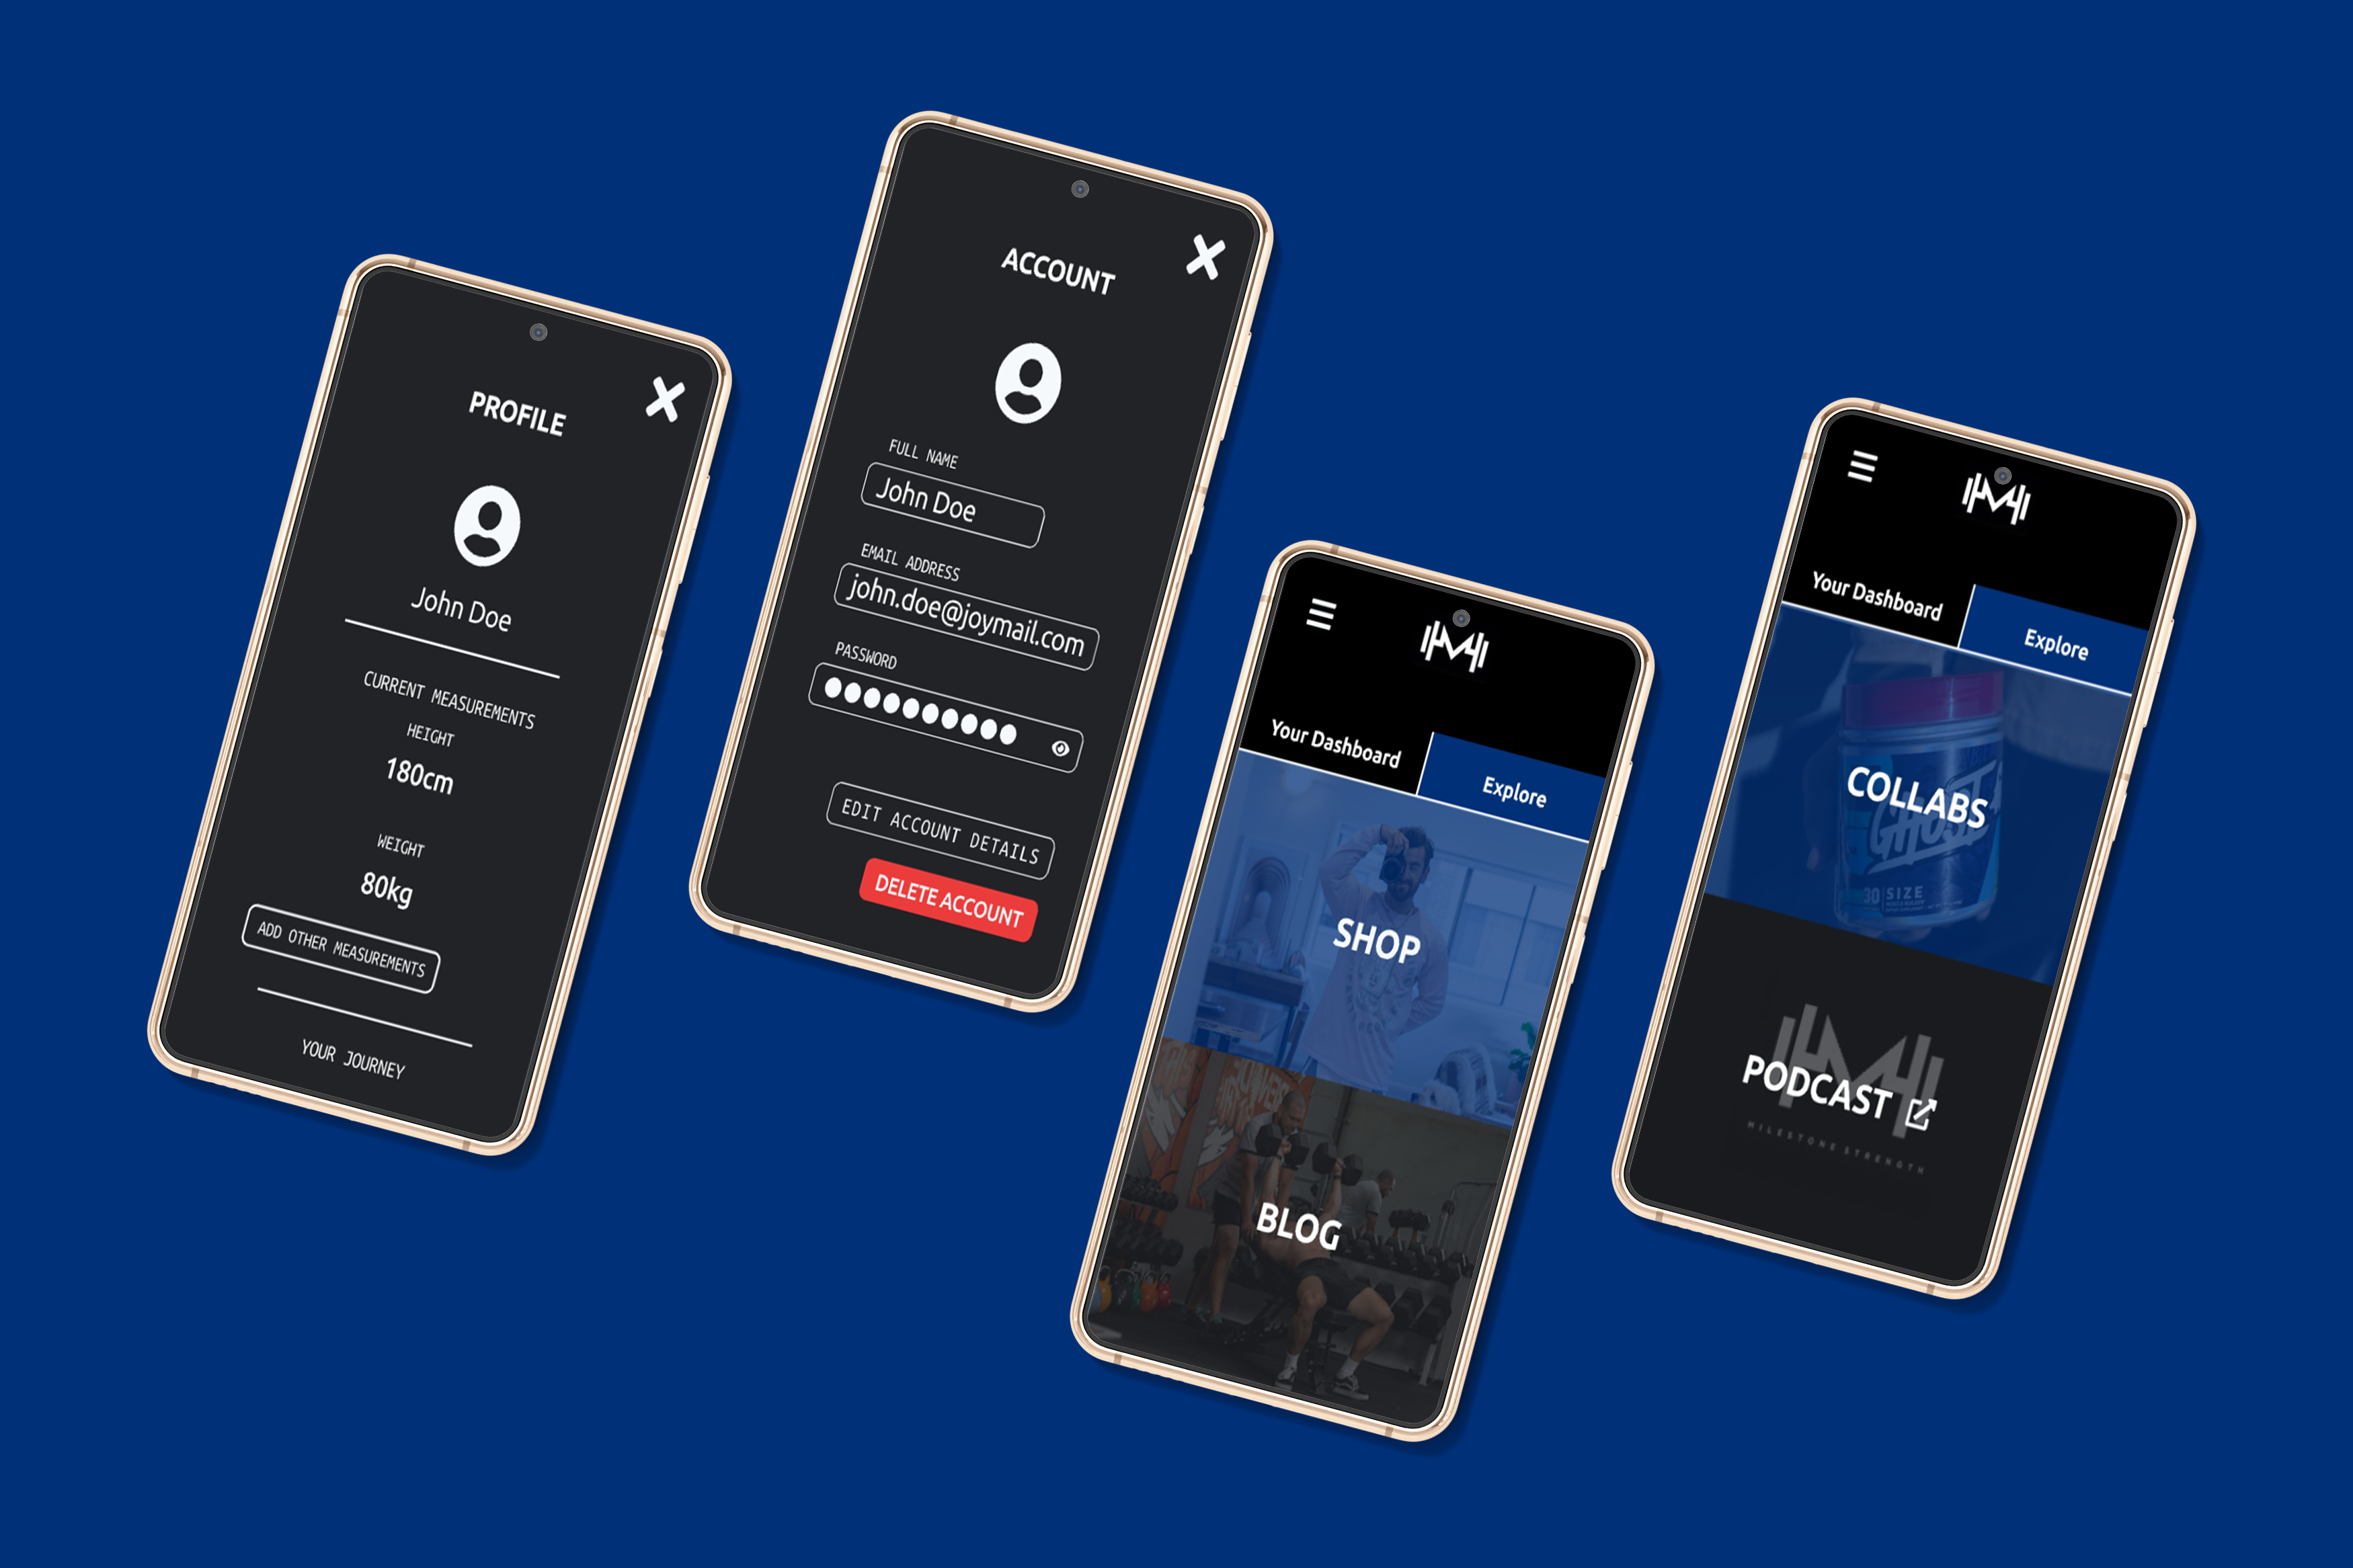 PROFILE
John Doe
CURRENT MEASUREMENTS
HEIGHT
180cm
WEIGHT
80kg
ADD OTHER MEASUREMENTS
YOUR JOURNEY
ACCOUNT
FULL NAME
John Doe
EMAIL ADDRESS
john.doe@joymail.com
PASSWORD
EDIT ACCOUNT DETAILS
DELETE ACCOUNT
Your Dashboard
Explore
SHOP
BLOG
Your Dashboard
Explore
COLLABS
GHOST
30 SIZE
PODCAST
MILESTONE STRENGTH